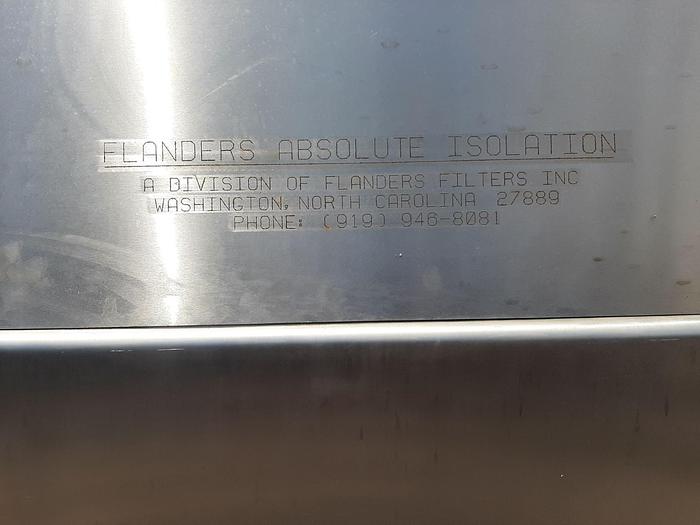 FLANDERS ABSOLUTE ISOLATION
A DIVISION OF FLANDERS FILTERS INC
WASHINGTON, NORTH CAROLINA 27889
PHONE: (919) 946-8081